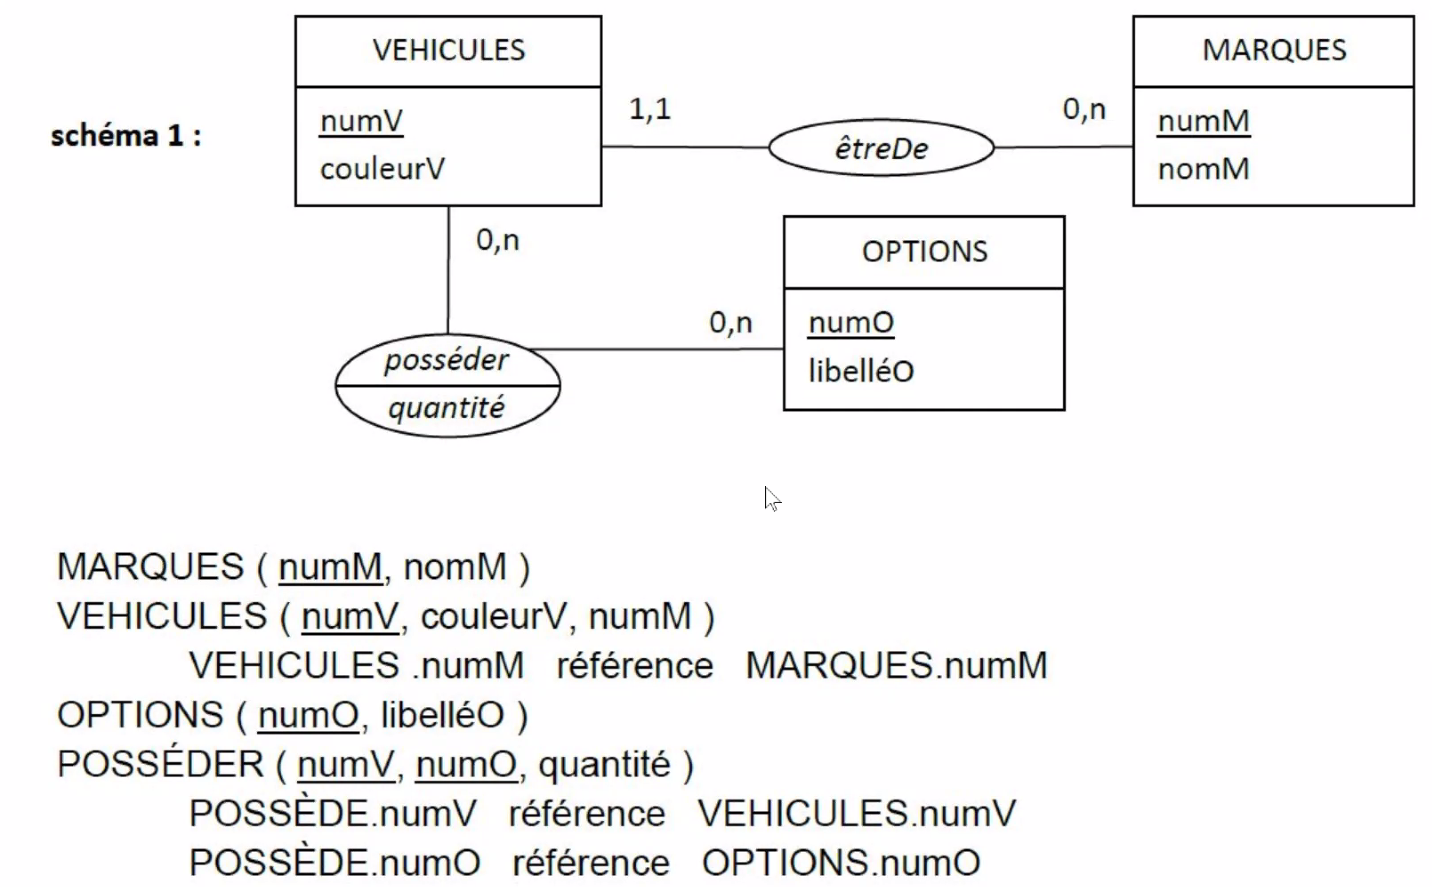 VEHICULES
MARQUES
schéma 1 :
numV
couleurV
1,1
êtreDe
0,n
numM
nomM
0,n
OPTIONS
0,n
numO
libelléO
posséder
quantité
MARQUES ( numM, nomM )
VEHICULES ( numV, couleurV, numM )
VEHICULES .numM référence MARQUES.numM
OPTIONS ( numO, libelléO )
POSSÉDER ( numV, numO, quantité )
POSSÈDE.numV référence VEHICULES.numV
POSSÈDE.numO référence OPTIONS.numO